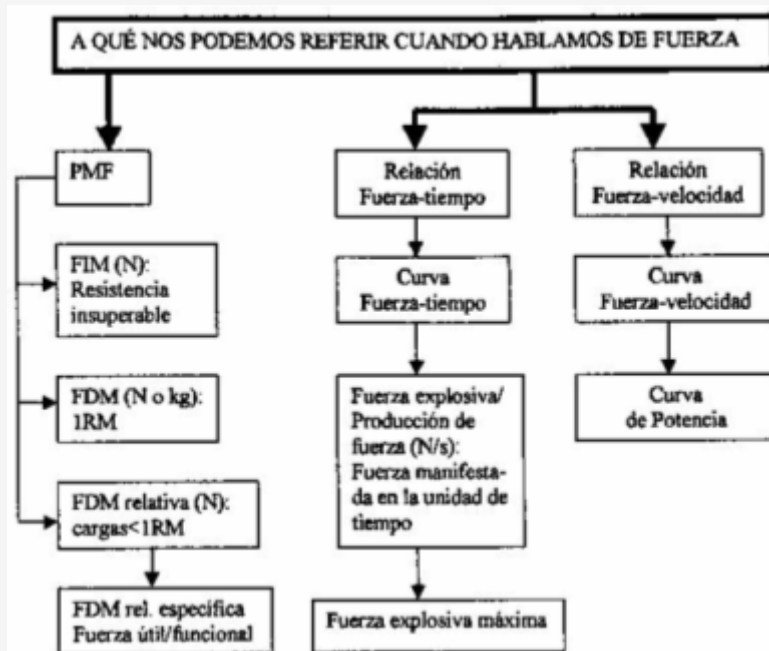 A QUÉ NOS PODEMOS REFERIR CUANDO HABLAMOS DE FUERZA
PMF
FIM (N):
Resistencia
insuperable
FDM (N o kg):
1RM
FDM relativa (N):
cargas<1RM
FDM rel. específica
Fuerza útil/funcional
Relación
Fuerza-tiempo
Curva
Fuerza-tiempo
Fuerza explosiva/
Producción de
fuerza (N/s):
Fuerza manifesta-
da en la unidad de
tiempo
Fuerza explosiva máxima
Relación
Fuerza-velocidad
Curva
Fuerza-velocidad
Curva
de Potencia